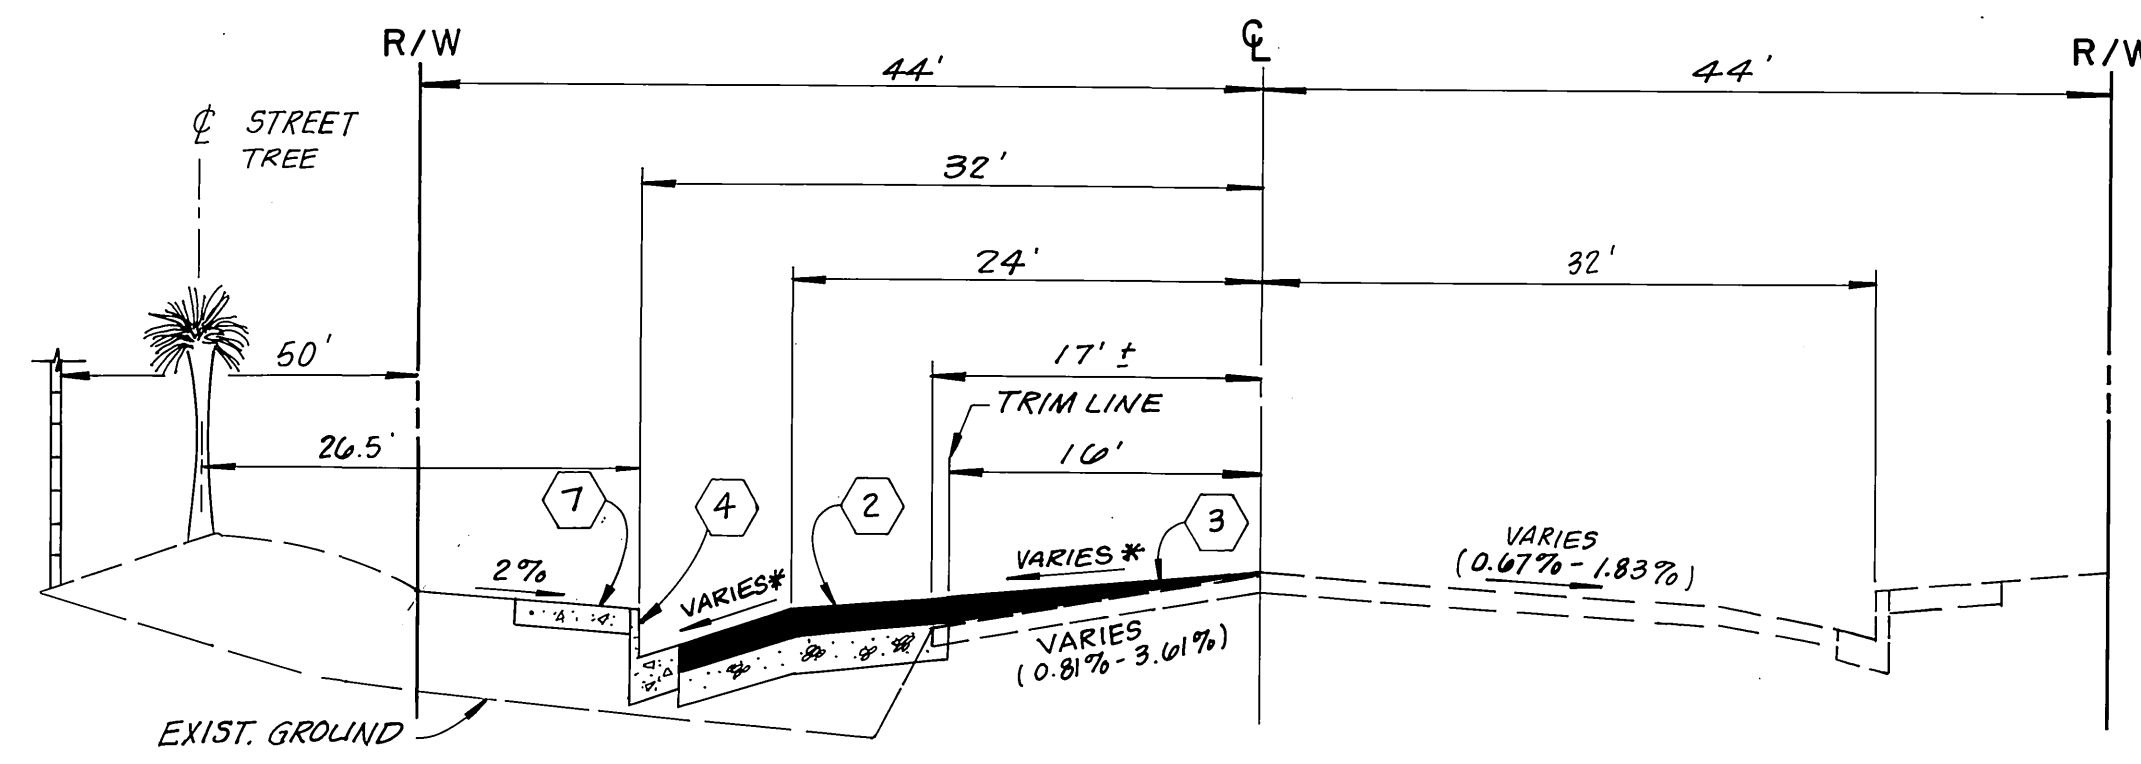 R/W
℄
R/W
44'
44'
℄ STREET
TREE
32'
24'
32'
50'
17' ±
TRIM LINE
26.5'
16'
7
4
2
3
2%
VARIES*
VARIES *
VARIES
(0.67% - 1.83%)
VARIES
(0.81% - 3.61%)
EXIST. GROUND